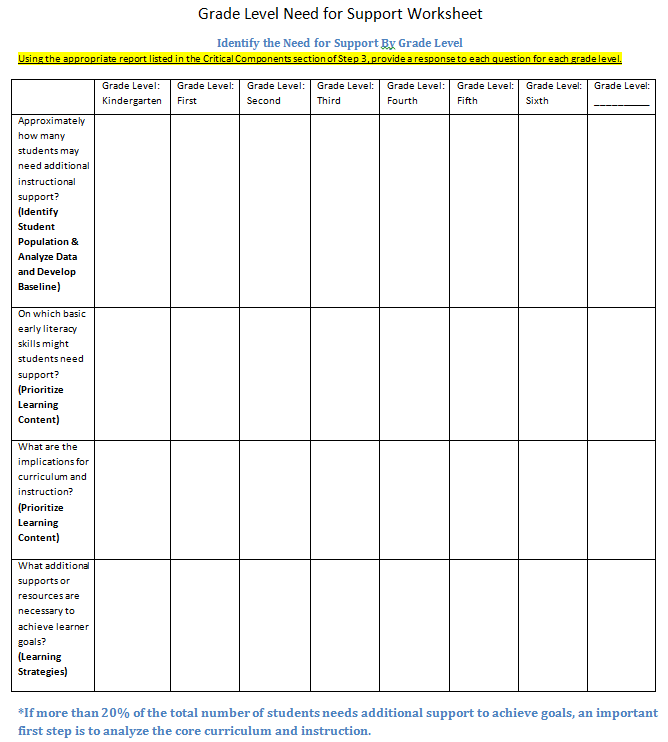 Grade Level Need for Support Worksheet
Identify the Need for Support By Grade Level
Using the appropriate report listed in the Critical Components section of Step 3, provide a response to each question for each grade level.
Grade Level:
Kindergarten
Grade Level:
First
Grade Level:
Second
Grade Level:
Third
Grade Level:
Fourth
Grade Level:
Fifth
Grade Level:
Sixth
Grade Level:
__________
Approximately
how many
students may
need additional
instructional
support?
(Identify
Student
Population &
Analyze Data
and Develop
Baseline)
On which basic
early literacy
skills might
students need
support?
(Prioritize
Learning
Content)
What are the
implications for
curriculum and
instruction?
(Prioritize
Learning
Content)
What additional
supports or
resources are
necessary to
achieve learner
goals?
(Learning
Strategies)
*If more than 20% of the total number of students needs additional support to achieve goals, an important
first step is to analyze the core curriculum and instruction.